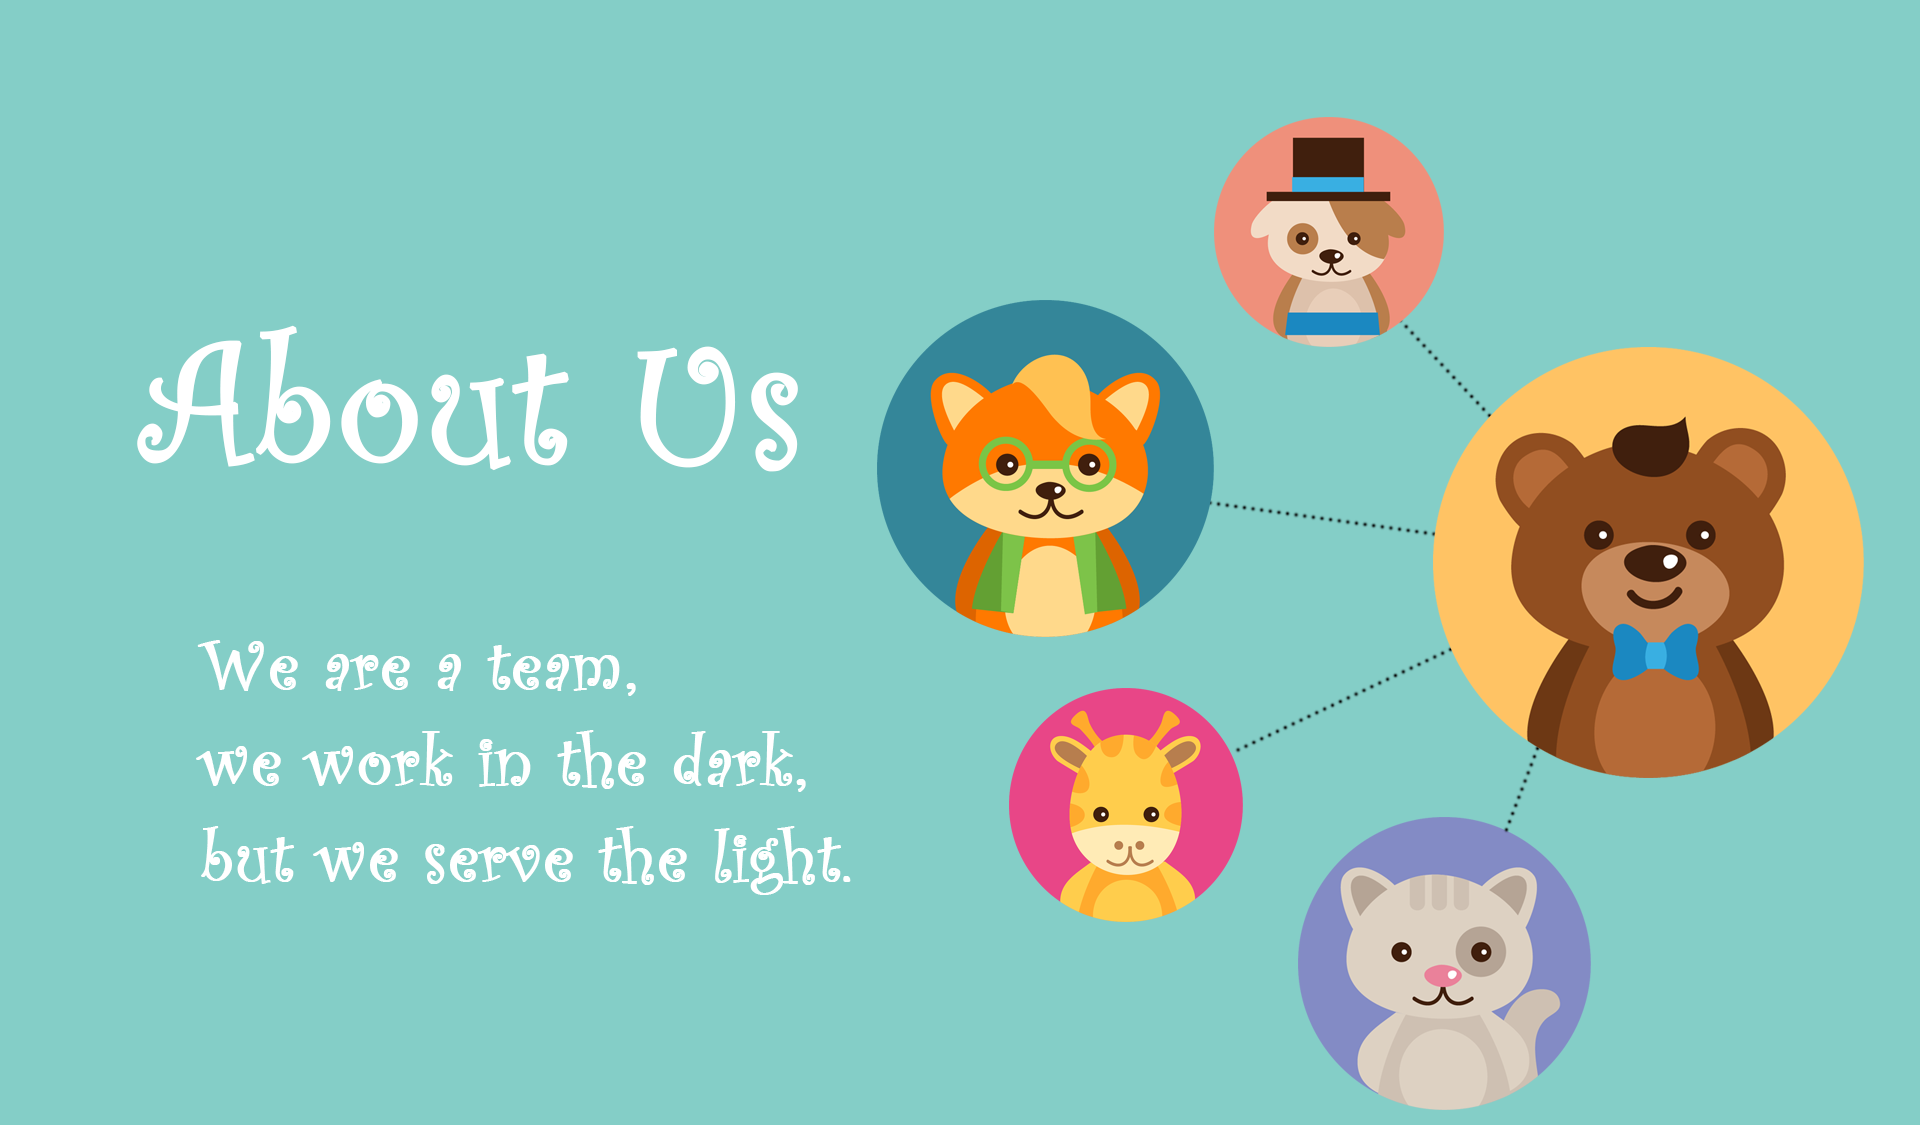 About Us
We are a team,
we work in the dark,
but we serve the light.